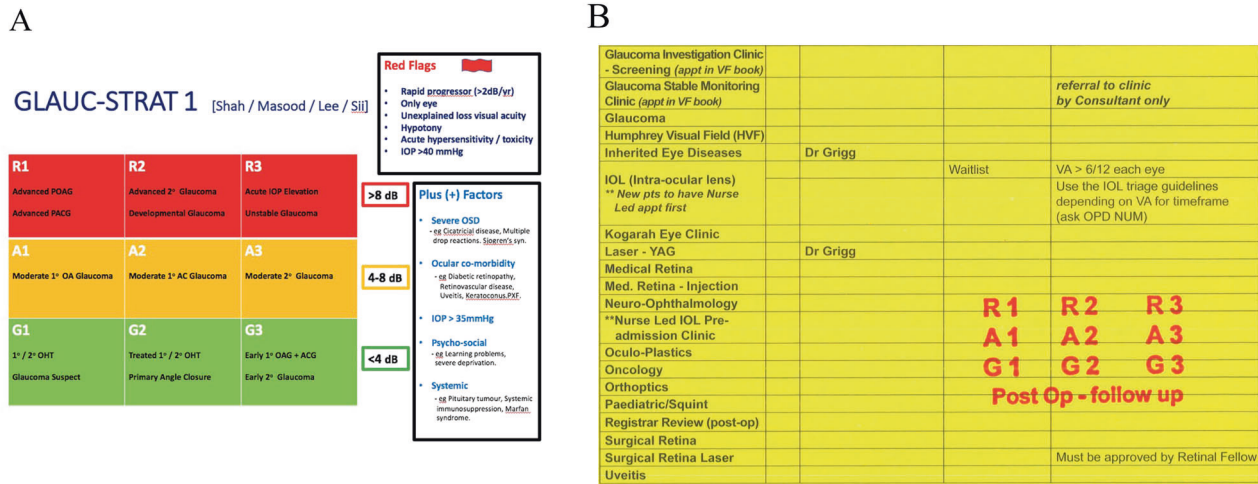 A
GLAUC-STRAT 1 [Shah / Masood / Lee / Sii]
Red Flags
• Rapid progressor (>2dB/yr)
• Only eye
• Unexplained loss visual acuity
• Hypotony
• Acute hypersensitivity / toxicity
• IOP >40 mmHg
R1
Advanced POAG
Advanced PACG
R2
Advanced 2° Glaucoma
Developmental Glaucoma
R3
Acute IOP Elevation
Unstable Glaucoma
>8 dB
A1
Moderate 1° OA Glaucoma
A2
Moderate 1° AC Glaucoma
A3
Moderate 2° Glaucoma
4-8 dB
G1
1° / 2° OHT
Glaucoma Suspect
G2
Treated 1° / 2° OHT
Primary Angle Closure
G3
Early 1° OAG + ACG
Early 2° Glaucoma
<4 dB
Plus (+) Factors
• Severe OSD
- eg Cicatricial disease, Multiple
drop reactions. Sjogren's syn.
• Ocular co-morbidity
- eg Diabetic retinopathy,
Retinovascular disease,
Uveitis, Keratoconus.PXF.
• IOP > 35mmHg
• Psycho-social
- eg Learning problems,
severe deprivation.
• Systemic
- eg Pituitary tumour, Systemic
immunosuppression, Marfan
syndrome.
B
Glaucoma Investigation Clinic
- Screening (appt in VF book)
Glaucoma Stable Monitoring
Clinic (appt in VF book)
referral to clinic
by Consultant only
Glaucoma
Humphrey Visual Field (HVF)
Inherited Eye Diseases
Dr Grigg
IOL (Intra-ocular lens)
** New pts to have Nurse
Led appt first
Waitlist
VA > 6/12 each eye
Use the IOL triage guidelines
depending on VA for timeframe
(ask OPD NUM)
Kogarah Eye Clinic
Laser - YAG
Dr Grigg
Medical Retina
Med. Retina - Injection
Neuro-Ophthalmology
**Nurse Led IOL Pre-
admission Clinic
Oculo-Plastics
Oncology
Orthoptics
Paediatric/Squint
Registrar Review (post-op)
Surgical Retina
Surgical Retina Laser
Must be approved by Retinal Fellow
Uveitis
R1 R2 R3
A1 A2 A3
G1 G2 G3
Post Op - follow up